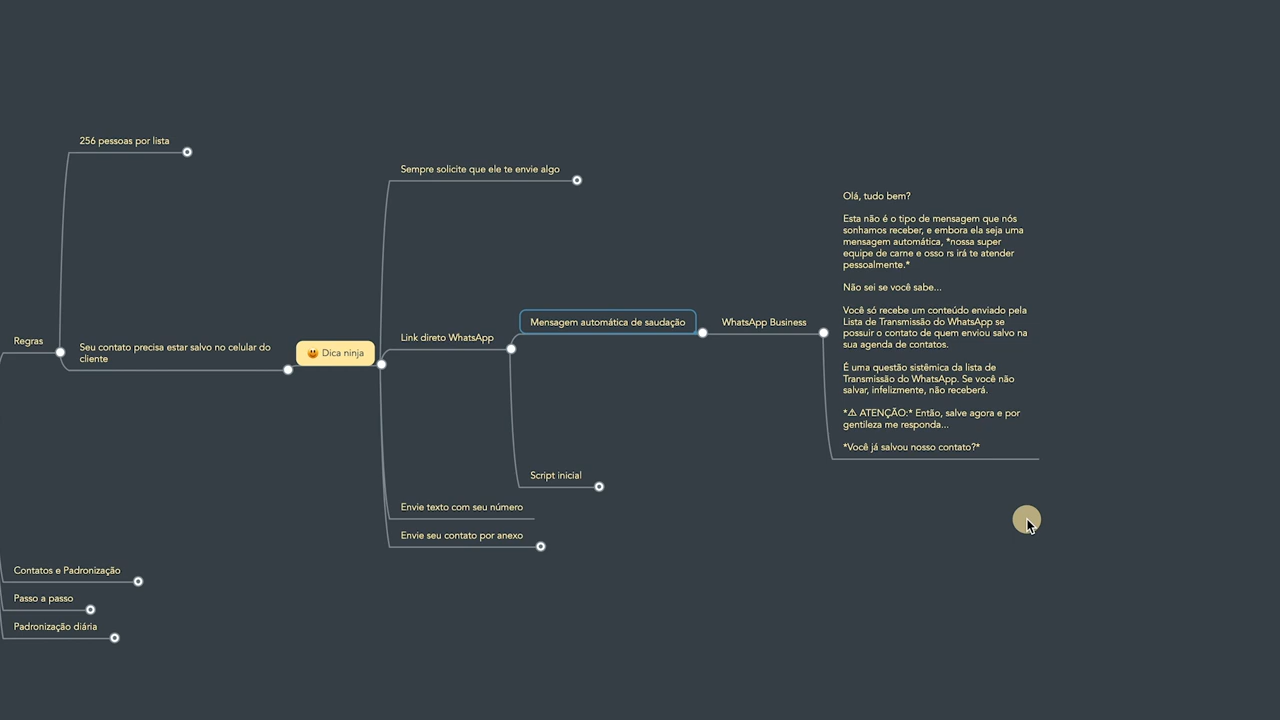 256 pessoas por lista
Regras
Seu contato precisa estar salvo no celular do
cliente
Dica ninja
Sempre solicite que ele te envie algo
Link direto WhatsApp
Mensagem automática de saudação
WhatsApp Business
Olá, tudo bem?
Esta não é o tipo de mensagem que nós
sonhamos receber, e embora ela seja uma
mensagem automática, *nossa super
equipe de carne e osso rs irá te atender
pessoalmente.*
Não sei se você sabe...
Você só recebe um conteúdo enviado pela
Lista de Transmissão do WhatsApp se
possuir o contato de quem enviou salvo na
sua agenda de contatos.
É uma questão sistêmica da lista de
Transmissão do WhatsApp. Se você não
salvar, infelizmente, não receberá.
*⚠ ATENÇÃO:* Então, salve agora e por
gentileza me responda...
*Você já salvou nosso contato?*
Script inicial
Envie texto com seu número
Envie seu contato por anexo
Contatos e Padronização
Passo a passo
Padronização diária